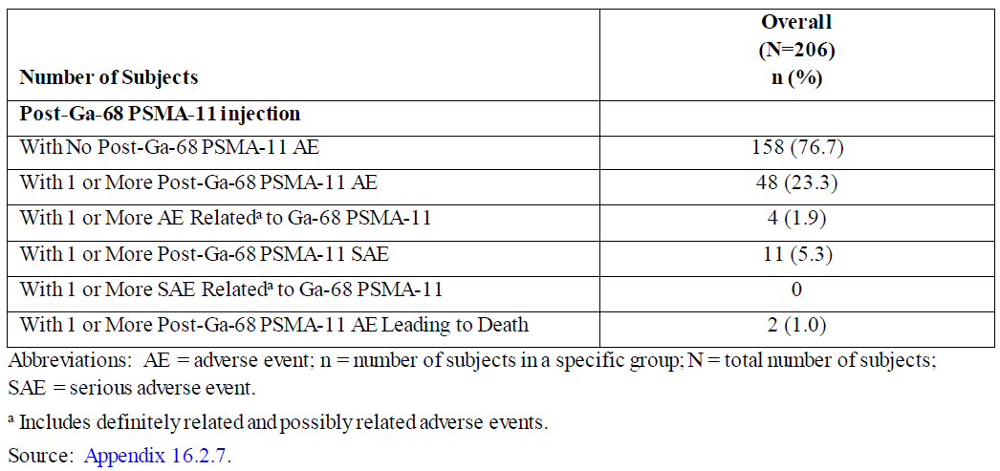 Overall
(N=206)
Number of Subjects n (%)
Post-Ga-68 PSMA-11 injection
With No Post-Ga-68 PSMA-11 AE 158 (76.7)
With 1 or More Post-Ga-68 PSMA-11 AE 48 (23.3)
With 1 or More AE Relatedᵃ to Ga-68 PSMA-11 4 (1.9)
With 1 or More Post-Ga-68 PSMA-11 SAE 11 (5.3)
With 1 or More SAE Relatedᵃ to Ga-68 PSMA-11 0
With 1 or More Post-Ga-68 PSMA-11 AE Leading to Death 2 (1.0)
Abbreviations: AE = adverse event; n = number of subjects in a specific group; N = total number of subjects;
SAE = serious adverse event.
ᵃ Includes definitely related and possibly related adverse events.
Source: Appendix 16.2.7.